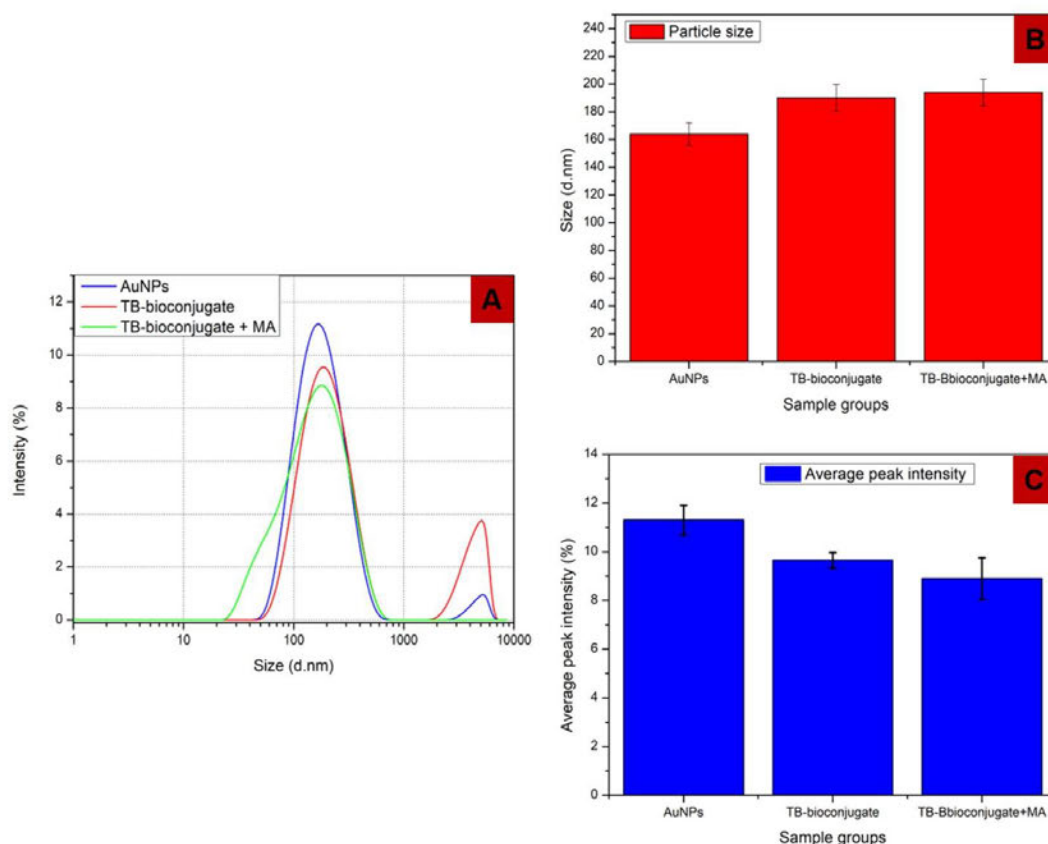 A
AuNPs
TB-bioconjugate
TB-bioconjugate + MA
12
10
8
6
4
2
0
Intensity (%)
1
10
100
1000
10000
Size (d.nm)
B
Particle size
240
220
200
180
160
140
120
100
80
60
40
20
0
Size (d.nm)
AuNPs
TB-bioconjugate
TB-Bbioconjugate+MA
Sample groups
C
Average peak intensity
14
12
10
8
6
4
2
0
Average peak intensity (%)
AuNPs
TB-bioconjugate
TB-Bbioconjugate+MA
Sample groups